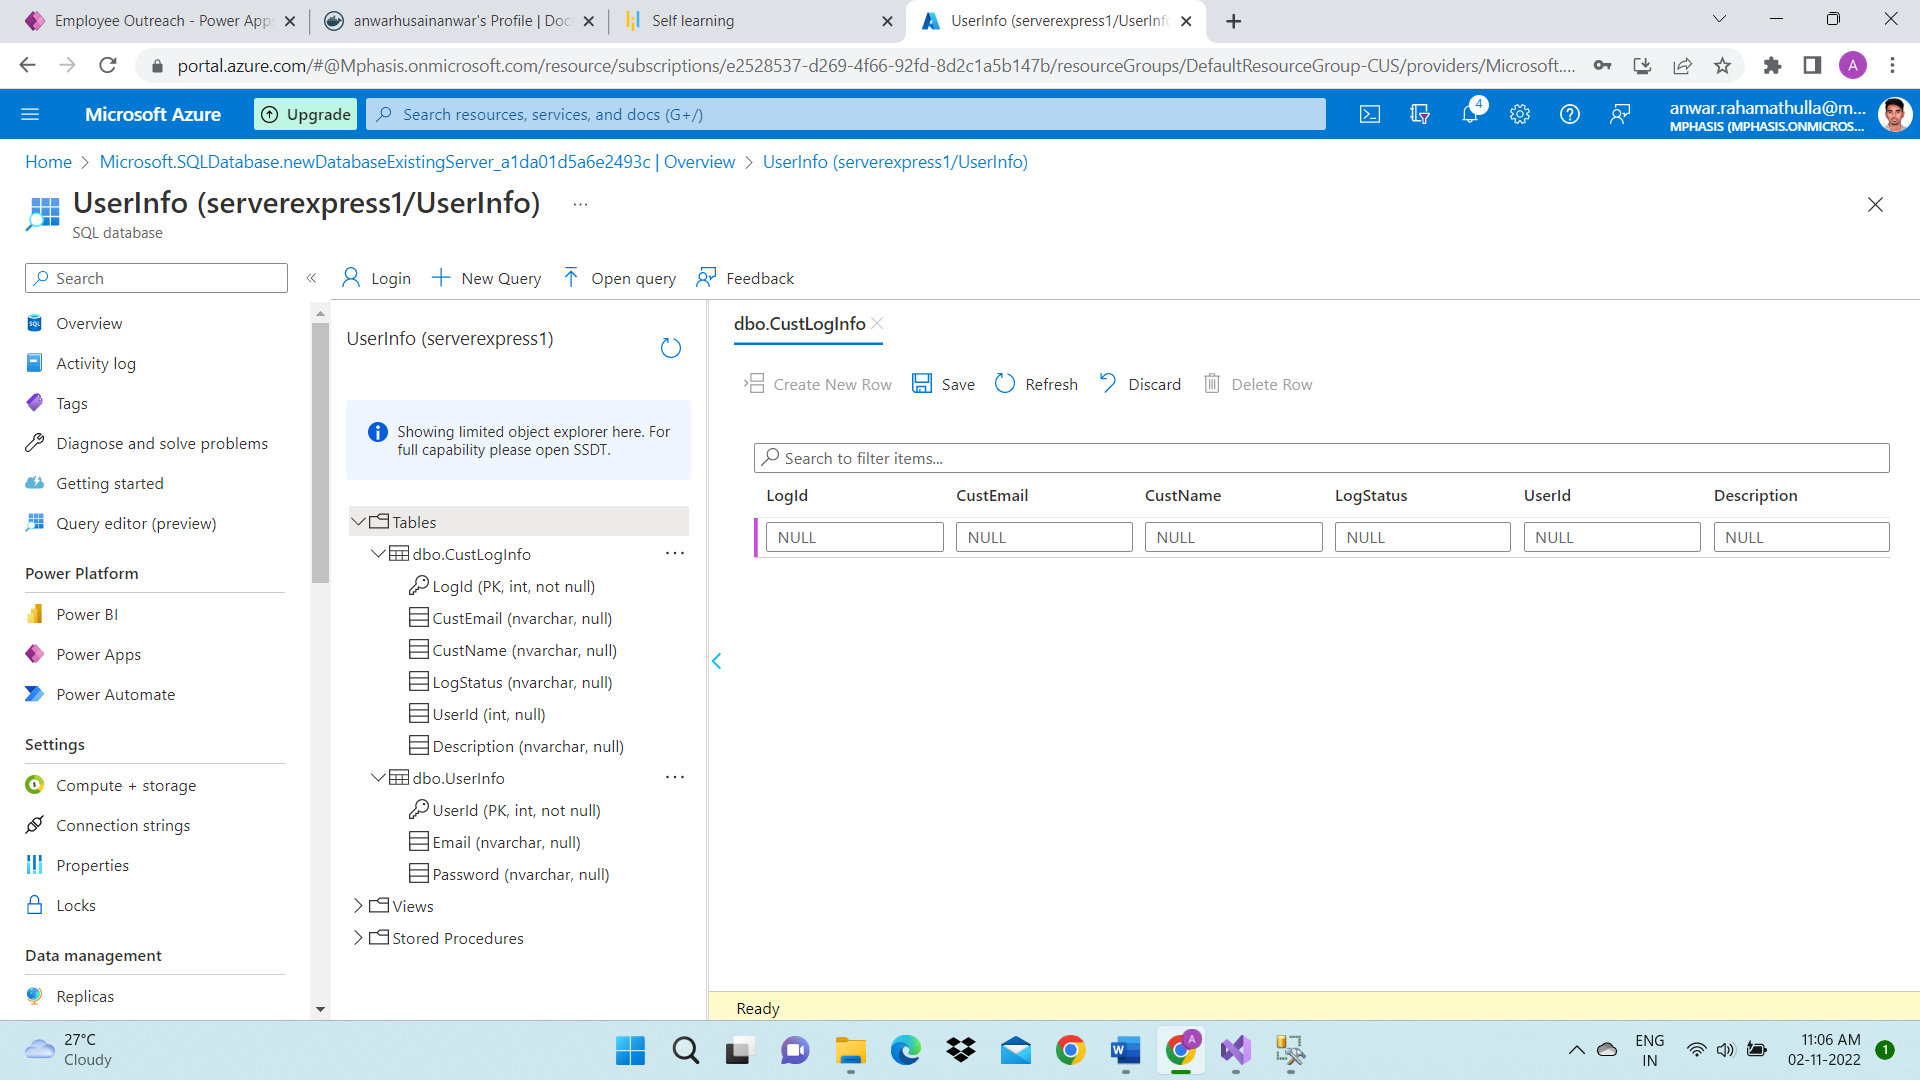 Employee Outreach - Power Apps
anwarhusainanwar's Profile | Doc
Self learning
UserInfo (serverexpress1/UserInfo
portal.azure.com/#@Mphasis.onmicrosoft.com/resource/subscriptions/e2528537-d269-4f66-92fd-8d2c1a5b147b/resourceGroups/DefaultResourceGroup-CUS/providers/Microsoft....
A
Microsoft Azure
Upgrade
Search resources, services, and docs (G+/)
4
anwar.rahamathulla@m...
MPHASIS (MPHASIS.ONMICROS...
Home > Microsoft.SQLDatabase.newDatabaseExistingServer_a1da01d5a6e2493c | Overview > UserInfo (serverexpress1/UserInfo)
UserInfo (serverexpress1/UserInfo) ...
SQL database
Search
«
Login
New Query
Open query
Feedback
Overview
Activity log
Tags
Diagnose and solve problems
Getting started
Query editor (preview)
Power Platform
Power BI
Power Apps
Power Automate
Settings
Compute + storage
Connection strings
Properties
Locks
Data management
Replicas
UserInfo (serverexpress1)
Showing limited object explorer here. For
full capability please open SSDT.
Tables
dbo.CustLogInfo ...
LogId (PK, int, not null)
CustEmail (nvarchar, null)
CustName (nvarchar, null)
LogStatus (nvarchar, null)
UserId (int, null)
Description (nvarchar, null)
dbo.UserInfo ...
UserId (PK, int, not null)
Email (nvarchar, null)
Password (nvarchar, null)
Views
Stored Procedures
dbo.CustLogInfo
Create New Row
Save
Refresh
Discard
Delete Row
Search to filter items...
LogId CustEmail CustName LogStatus UserId Description
NULL NULL NULL NULL NULL NULL
Ready
27°C
Cloudy
A
ENG
IN
11:06 AM
02-11-2022
1